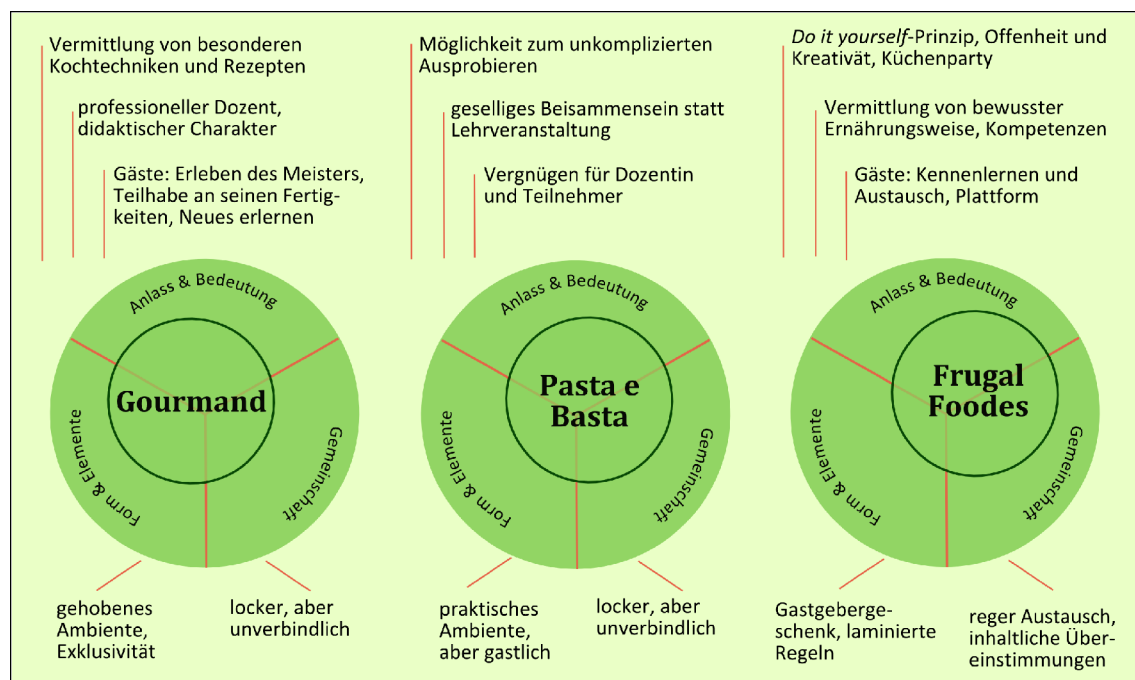 Vermittlung von besonderen
Kochtechniken und Rezepten
professioneller Dozent,
didaktischer Charakter
Gäste: Erleben des Meisters,
Teilhabe an seinen Fertig-
keiten, Neues erlernen
Anlass & Bedeutung
Gourmand
Form & Elemente
Gemeinschaft
gehobenes
Ambiente,
Exklusivität
locker, aber
unverbindlich
Möglichkeit zum unkomplizierten
Ausprobieren
geselliges Beisammensein statt
Lehrveranstaltung
Vergnügen für Dozentin
und Teilnehmer
Anlass & Bedeutung
Pasta e
Basta
Form & Elemente
Gemeinschaft
praktisches
Ambiente,
aber gastlich
locker, aber
unverbindlich
Do it yourself-Prinzip, Offenheit und
Kreativät, Küchenparty
Vermittlung von bewusster
Ernährungsweise, Kompetenzen
Gäste: Kennenlernen und
Austausch, Plattform
Anlass & Bedeutung
Frugal
Foodes
Form & Elemente
Gemeinschaft
Gastgeberge-
schenk, laminierte
Regeln
reger Austausch,
inhaltliche Über-
einstimmungen